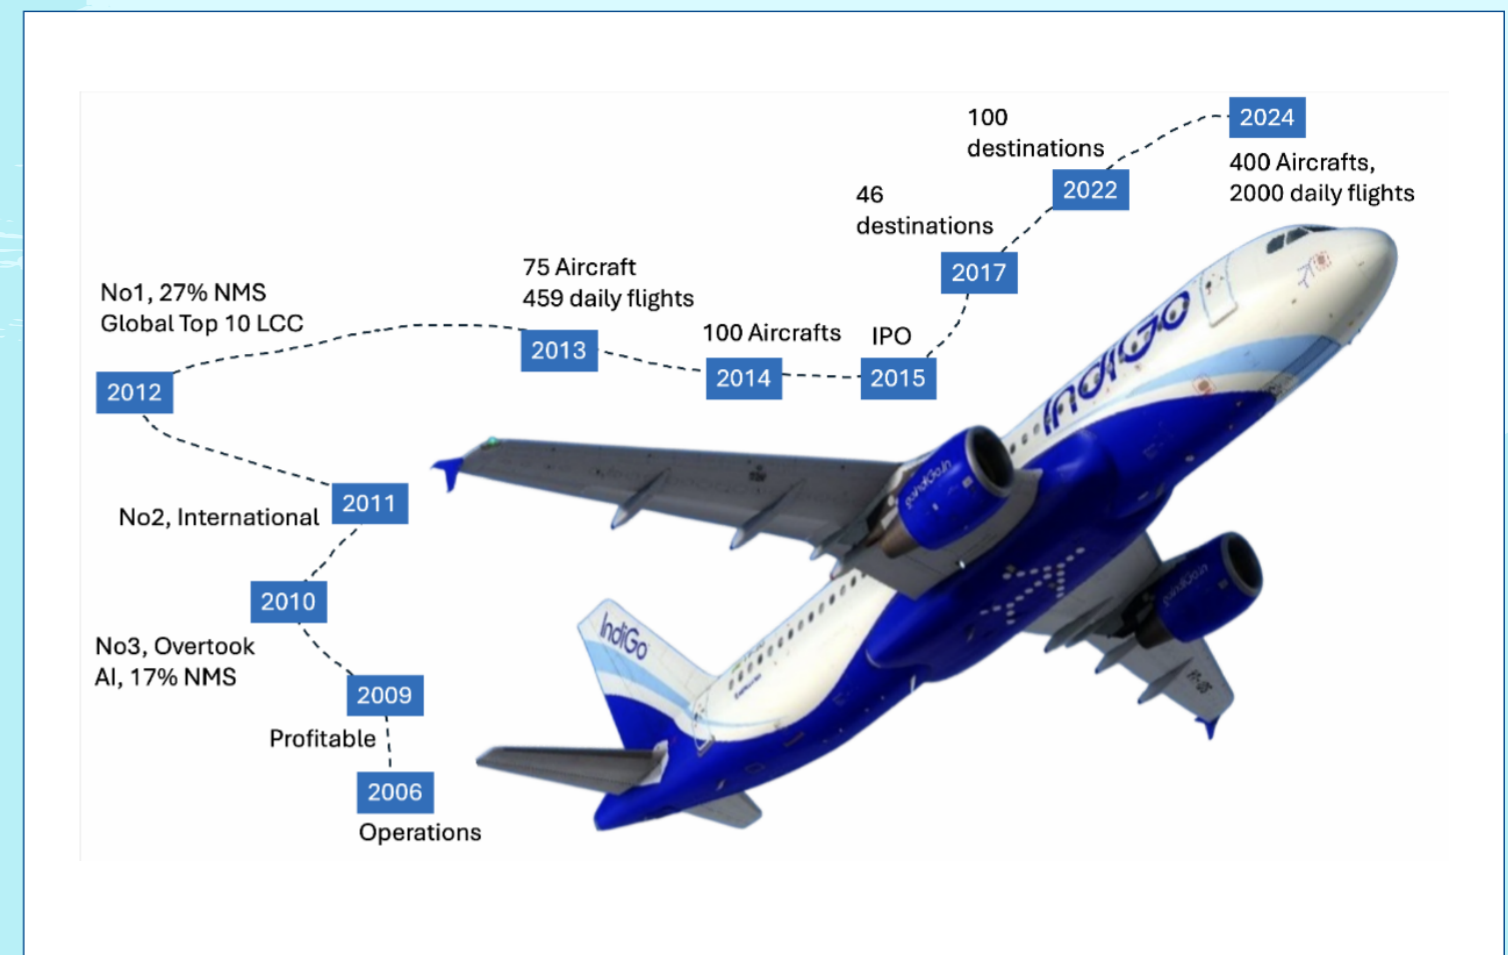 100
destinations
2024
400 Aircrafts,
2000 daily flights
2022
46
destinations
2017
75 Aircraft
459 daily flights
No1, 27% NMS
Global Top 10 LCC
100 Aircrafts
IPO
2013
2014
2015
2012
2011
No2, International
2010
No3, Overtook
AI, 17% NMS
2009
Profitable
2006
Operations
IndiGo
goIndiGo.in
IndiGo